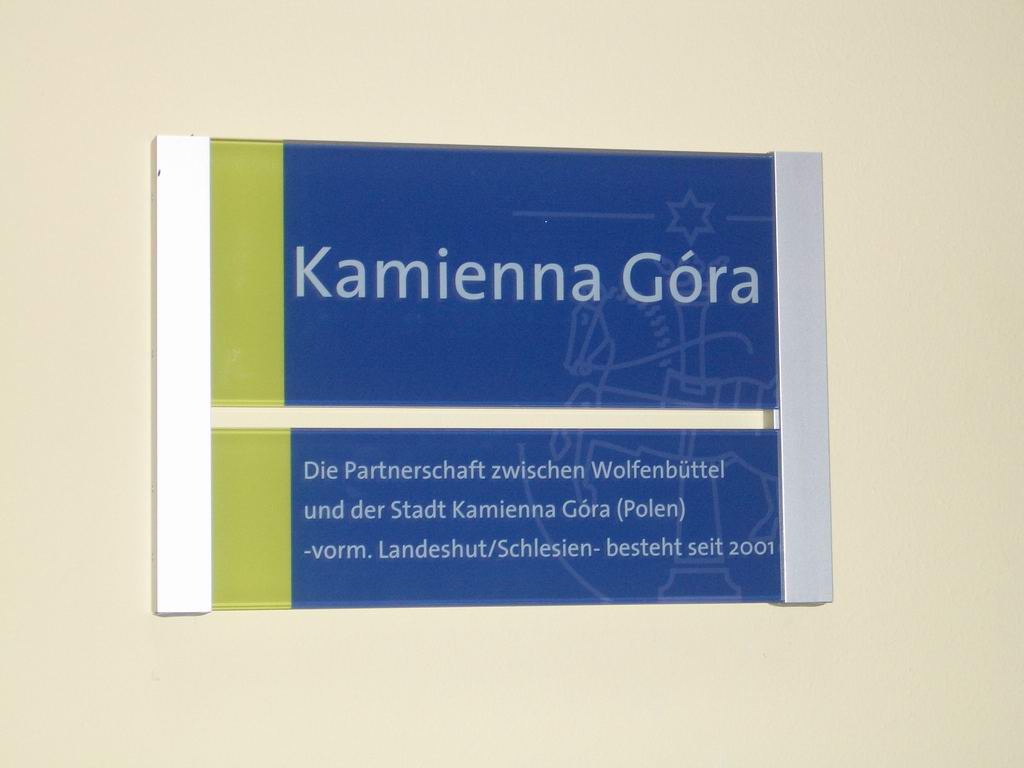 Kamienna Góra
Die Partnerschaft zwischen Wolfenbüttel
und der Stadt Kamienna Góra (Polen)
-vorm. Landeshut/Schlesien- besteht seit 2001